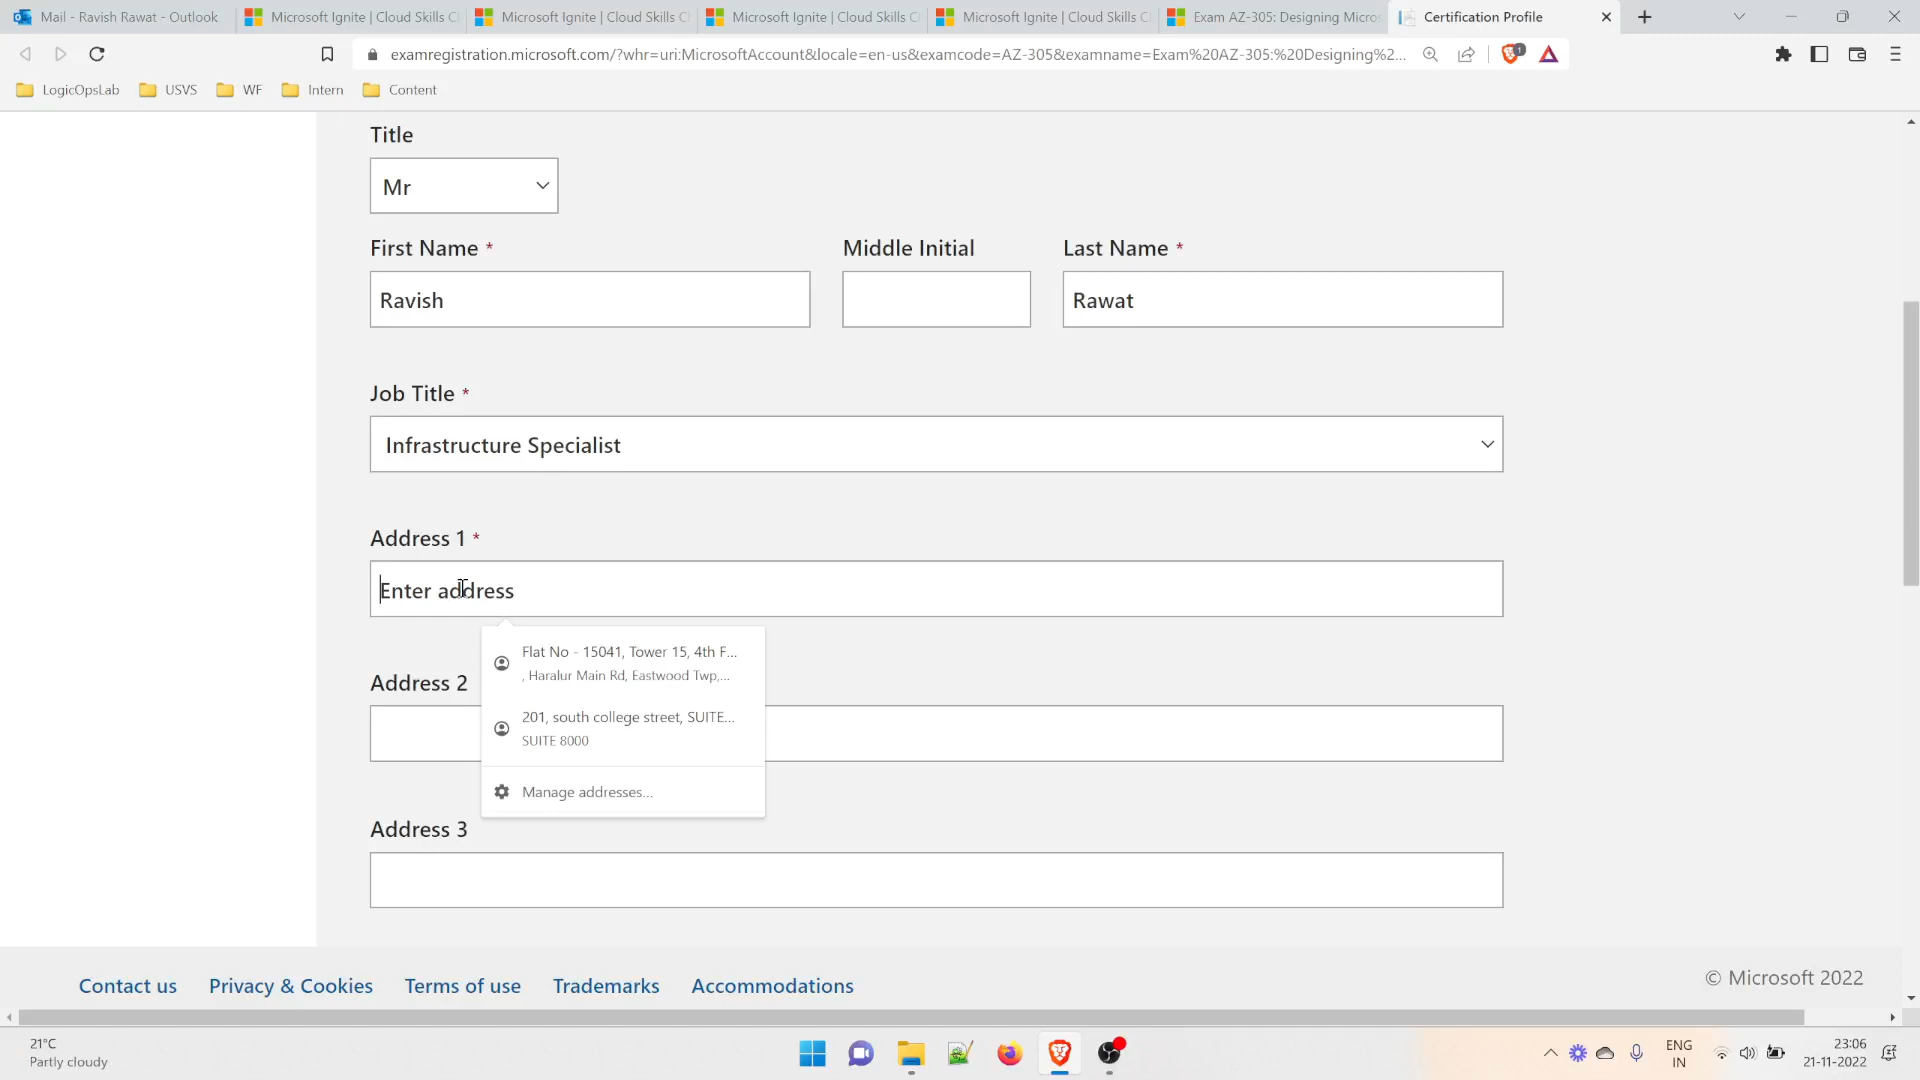 Mail - Ravish Rawat - Outlook
Microsoft Ignite | Cloud Skills C
Microsoft Ignite | Cloud Skills C
Microsoft Ignite | Cloud Skills C
Microsoft Ignite | Cloud Skills C
Exam AZ-305: Designing Micros
Certification Profile
examregistration.microsoft.com/?whr=uri:MicrosoftAccount&locale=en-us&examcode=AZ-305&examname=Exam%20AZ-305:%20Designing%2...
1
LogicOpsLab
USVS
WF
Intern
Content
Title
Mr
First Name *
Middle Initial
Last Name *
Ravish
Rawat
Job Title *
Infrastructure Specialist
Address 1 *
Enter address
Flat No - 15041, Tower 15, 4th F...
, Haralur Main Rd, Eastwood Twp,...
Address 2
201, south college street, SUITE...
SUITE 8000
Manage addresses...
Address 3
Contact us
Privacy & Cookies
Terms of use
Trademarks
Accommodations
© Microsoft 2022
21°C
Partly cloudy
ENG
IN
23:06
21-11-2022